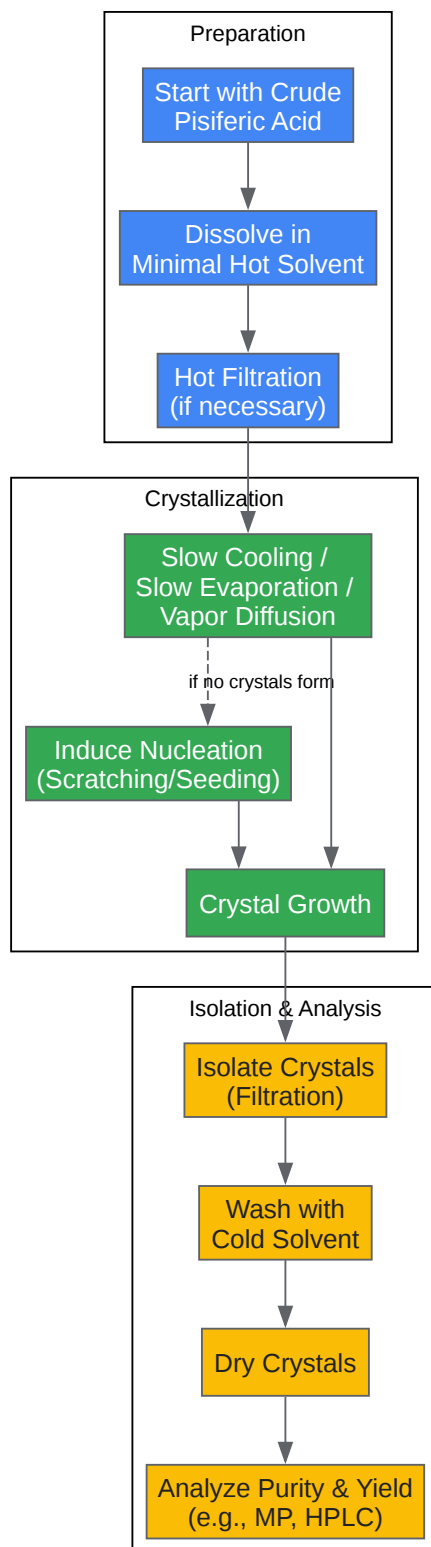 Preparation
Start with Crude
Pisiferic Acid
Dissolve in
Minimal Hot Solvent
Hot Filtration
(if necessary)
Crystallization
Slow Cooling /
Slow Evaporation /
Vapor Diffusion
if no crystals form
Induce Nucleation
(Scratching/Seeding)
Crystal Growth
Isolation & Analysis
Isolate Crystals
(Filtration)
Wash with
Cold Solvent
Dry Crystals
Analyze Purity & Yield
(e.g., MP, HPLC)